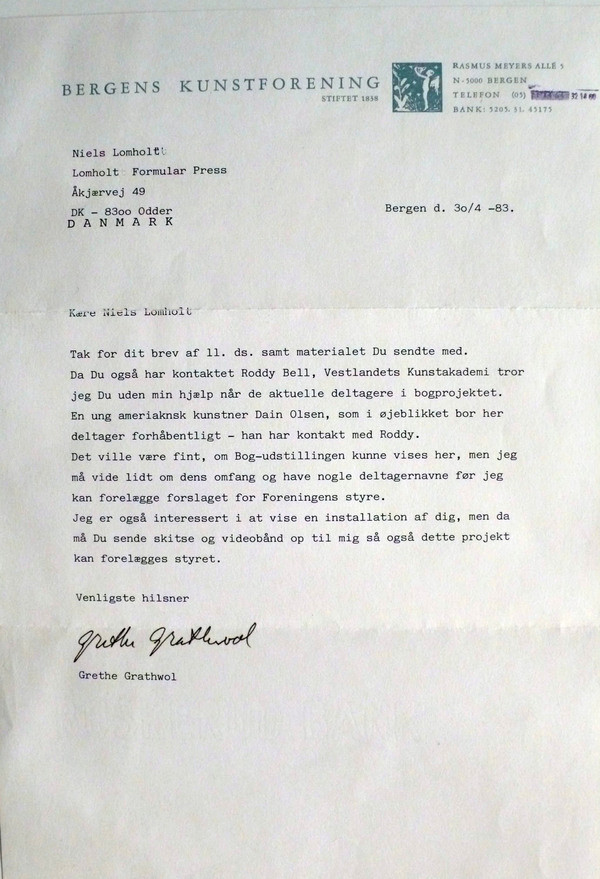 BERGENS KUNSTFORENING
STIFTET 1838
RASMUS MEYERS ALLÉ 5
N-5000 BERGEN
TELEFON (05)
BANK: 5205. 51. 45175
Niels Lomholt
Lomholt Formular Press
Åkjærvej 49
DK - 83oo Odder
D A N M A R K
Bergen d. 3o/4 -83.
Kære Niels Lomholt
Tak for dit brev af 11. ds. samt materialet Du sendte med.
Da Du også har kontaktet Roddy Bell, Vestlandets Kunstakademi tror
jeg Du uden min hjælp når de aktuelle deltagere i bogprojektet.
En ung ameriaknsk kunstner Dain Olsen, som i øjeblikket bor her
deltager forhåbentligt - han har kontakt med Roddy.
Det ville være fint, om Bog-udstillingen kunne vises her, men jeg
må vide lidt om dens omfang og have nogle deltagernavne før jeg
kan forelægge forslaget for Foreningens styre.
Jeg er også interessert i at vise en installation af dig, men da
må Du sende skitse og videobånd op til mig så også dette projekt
kan forelægges styret.
Venligste hilsner
Grethe Grathwol
Grethe Grathwol